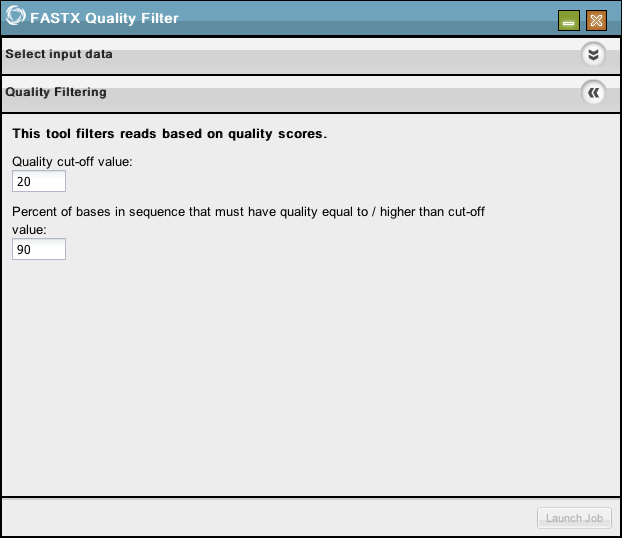 FASTX Quality Filter
Select input data
Quality Filtering
This tool filters reads based on quality scores.
Quality cut-off value:
20
Percent of bases in sequence that must have quality equal to / higher than cut-off
value:
90
Launch Job